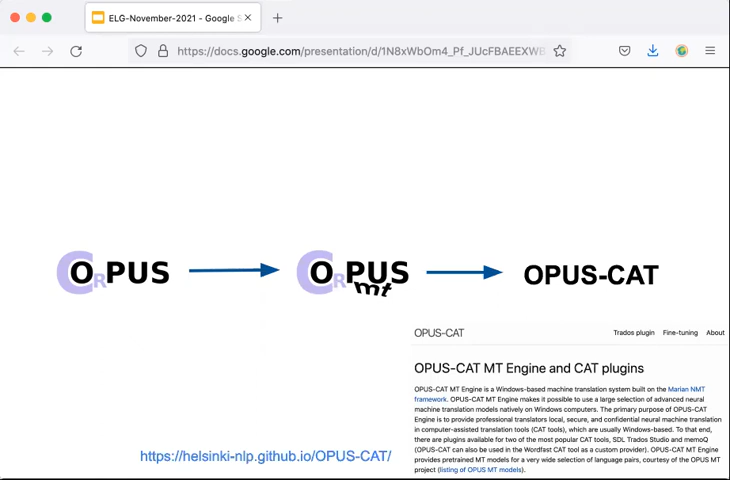 ELG-November-2021 - Google S
https://docs.google.com/presentation/d/1N8xWbOm4_Pf_JUcFBAEEXWB
CORPUS
CORPUS
mt
OPUS-CAT
OPUS-CAT
Trados plugin Fine-tuning About
OPUS-CAT MT Engine and CAT plugins
OPUS-CAT MT Engine is a Windows-based machine translation system built on the Marian NMT
framework. OPUS-CAT MT Engine makes it possible to use a large selection of advanced neural
machine translation models natively on Windows computers. The primary purpose of OPUS-CAT
Engine is to provide professional translators local, secure, and confidential neural machine translation
in computer-assisted translation tools (CAT tools), which are usually Windows-based. To that end,
there are plugins available for two of the most popular CAT tools, SDL Trados Studio and memoQ
(OPUS-CAT can also be used in the Wordfast CAT tool as a custom provider). OPUS-CAT MT Engine
provides pretrained MT models for a very wide selection of language pairs, courtesy of the OPUS MT
project (listing of OPUS MT models).
https://helsinki-nlp.github.io/OPUS-CAT/